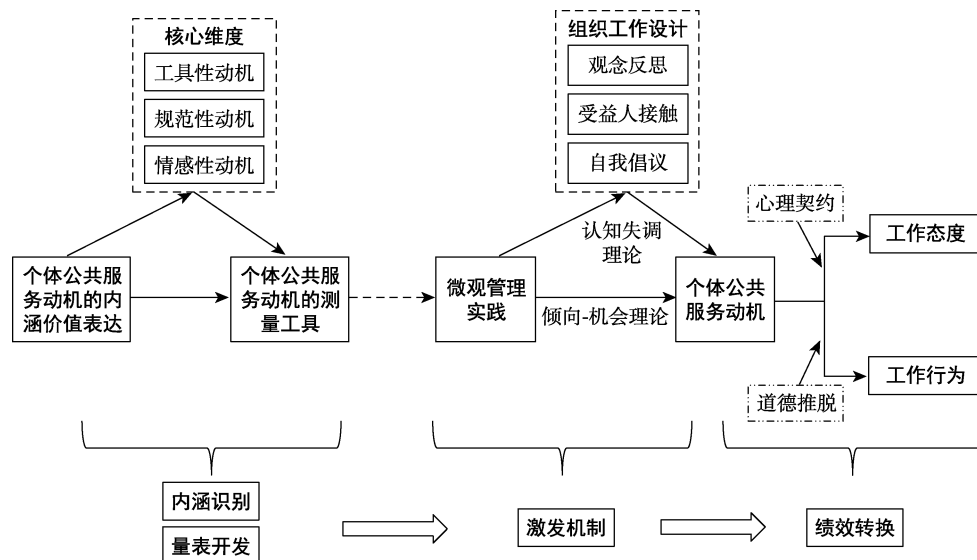 核心维度
工具性动机
规范性动机
情感性动机
组织工作设计
观念反思
受益人接触
自我倡议
个体公共服
务动机的内
涵价值表达
个体公共服
务动机的测
量工具
微观管理
实践
认知失调
理论
倾向-机会理论
个体公共
服务动机
心理契约
道德推脱
工作态度
工作行为
内涵识别
量表开发
激发机制
绩效转换